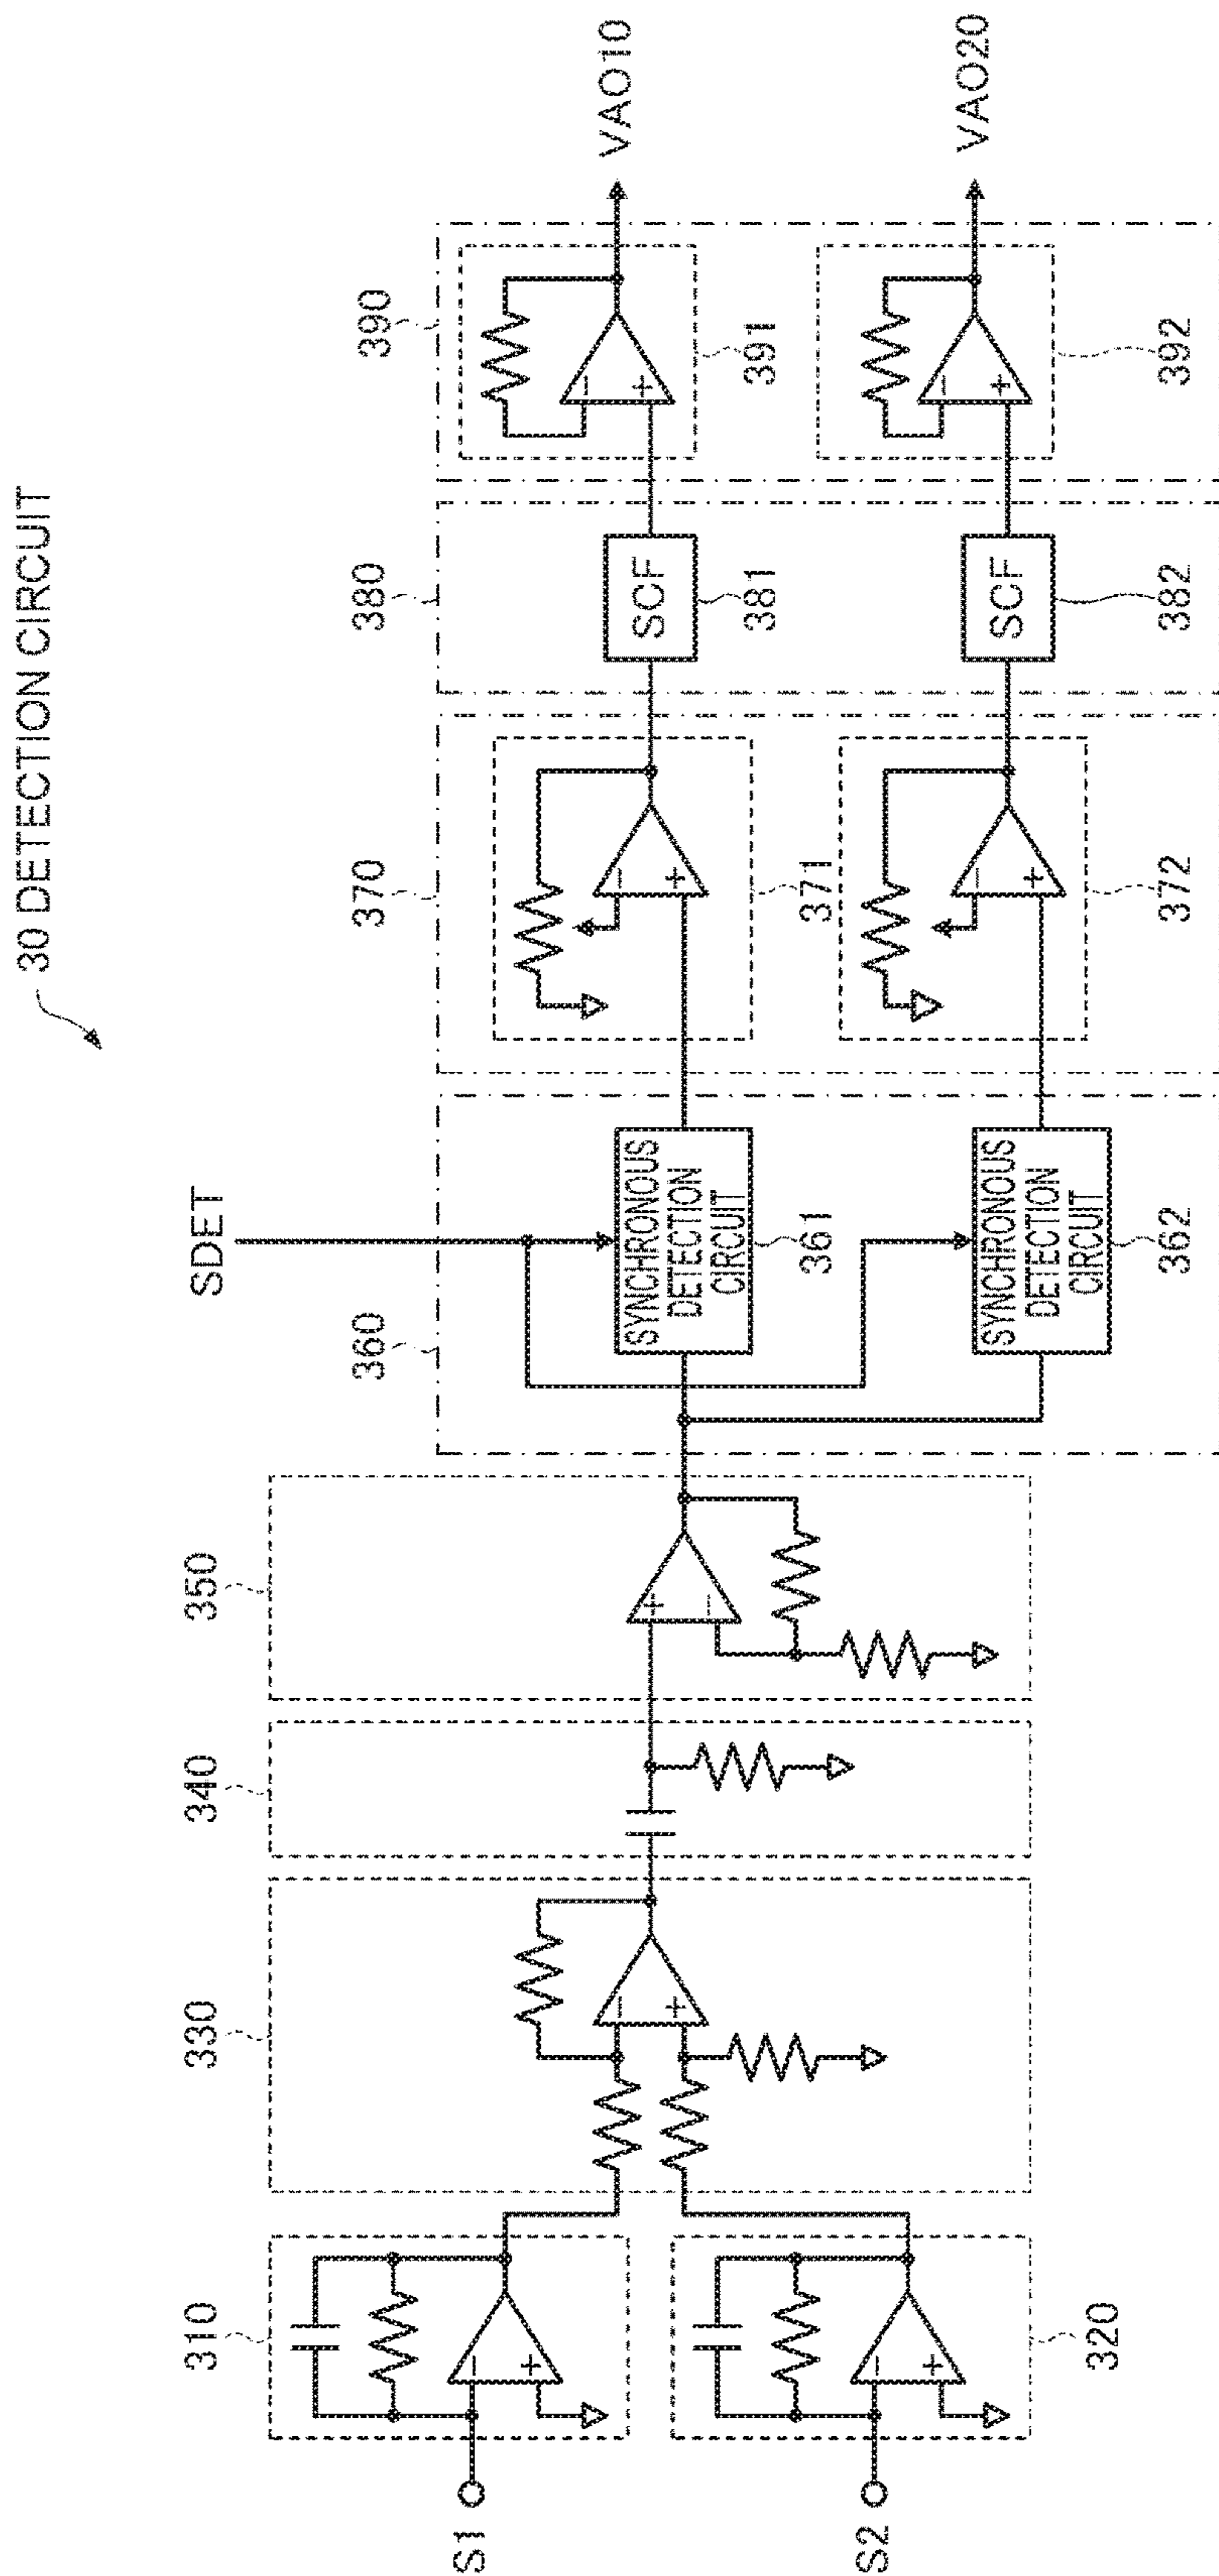 30 DETECTION CIRCUIT
SDET
310
320
330
340
350
360
370
380
390
S1
S2
SYNCHRONOUS
DETECTION
CIRCUIT
361
SYNCHRONOUS
DETECTION
CIRCUIT
362
371
372
SCF
381
SCF
382
391
392
VAO10
VAO20